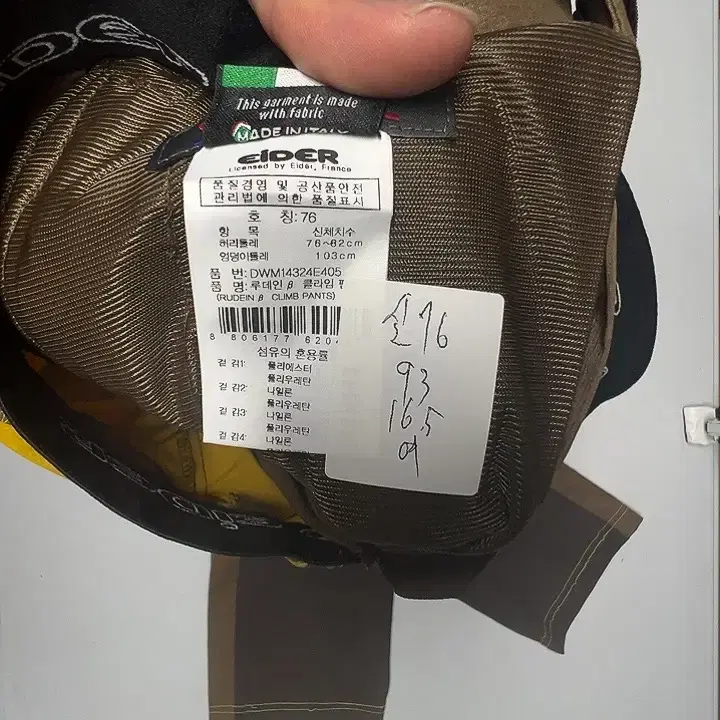 This garment is made
with fabric
MADE IN ITALY
EiDER
Licensed by Eider, France
품질경영 및 공산품안전
관리법에 의한 품질표시
호 칭: 76
항 목 신체치수
허리둘레 76~82cm
엉덩이둘레 103cm
품 번: DWM14324E405
품 명: 루데인 β 클라임
(RUDEIN β CLIMB PANTS)
8 806177 620
섬유의 혼용률
겉 감1: 폴리에스터
폴리우레탄
겉 감2: 나일론
폴리우레탄
겉 감3: 나일론
폴리우레탄
겉 감4: 나일론
실76
93
16.5
여